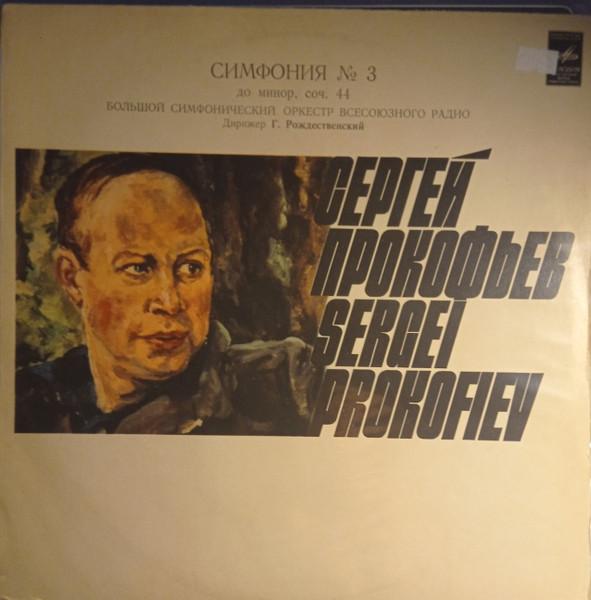 СИМФОНИЯ № 3
до минор, соч. 44
БОЛЬШОЙ СИМФОНИЧЕСКИЙ ОРКЕСТР ВСЕСОЮЗНОГО РАДИО
Дирижер Г. Рождественский
СЕРГЕЙ
ПРОКОФЬЕВ
SERGEI
PROKOFIEV